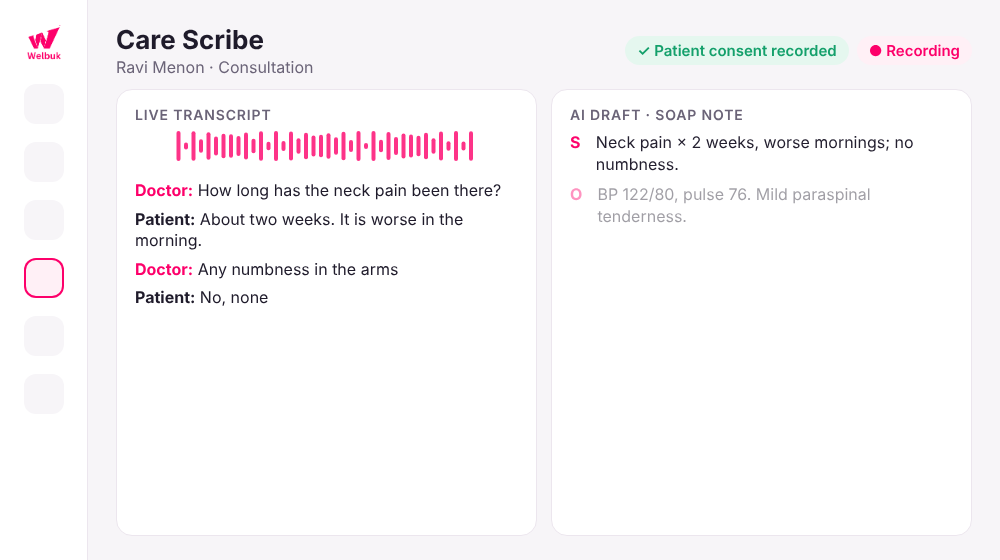 Welbuk
Care Scribe
Ravi Menon · Consultation
✓ Patient consent recorded
Recording
LIVE TRANSCRIPT
Doctor: How long has the neck pain been there?
Patient: About two weeks. It is worse in the
morning.
Doctor: Any numbness in the arms
Patient: No, none
AI DRAFT · SOAP NOTE
S Neck pain × 2 weeks, worse mornings; no
numbness.
O BP 122/80, pulse 76. Mild paraspinal
tenderness.